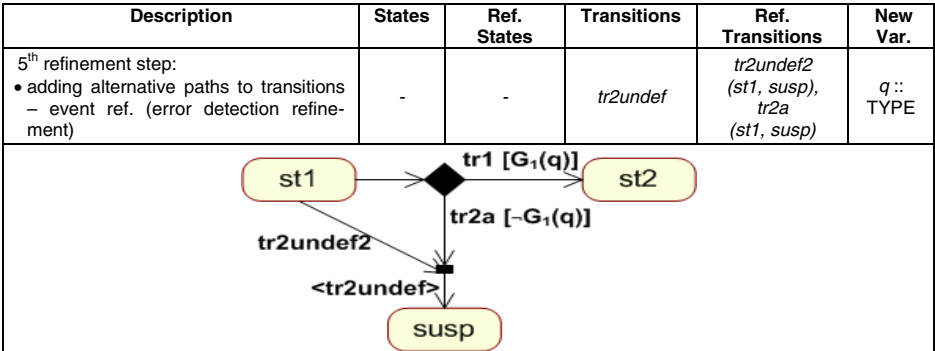 Description States Ref. States Transitions Ref. Transitions New Var.
5th refinement step:
• adding alternative paths to transitions
– event ref. (error detection refine-
ment)
- - tr2undef
tr2undef2
(st1, susp),
tr2a
(st1, susp)
q ::
TYPE
tr1 [G₁(q)]
st1
st2
tr2a [¬G₁(q)]
tr2undef2
<tr2undef>
susp